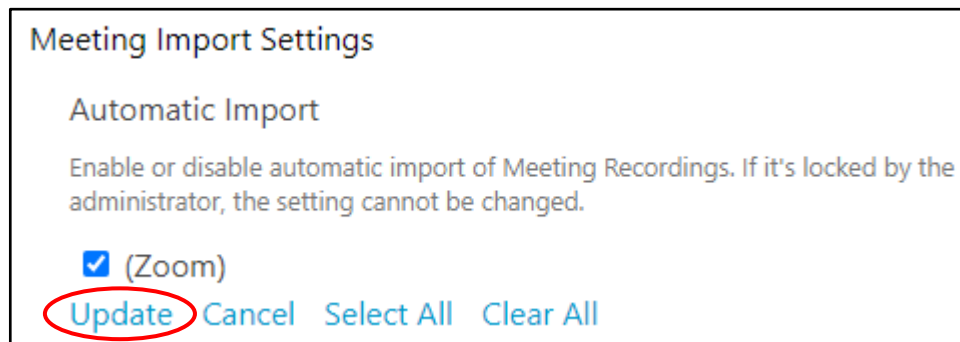 Meeting Import Settings
Automatic Import
Enable or disable automatic import of Meeting Recordings. If it's locked by the
administrator, the setting cannot be changed.
(Zoom)
Update Cancel Select All Clear All